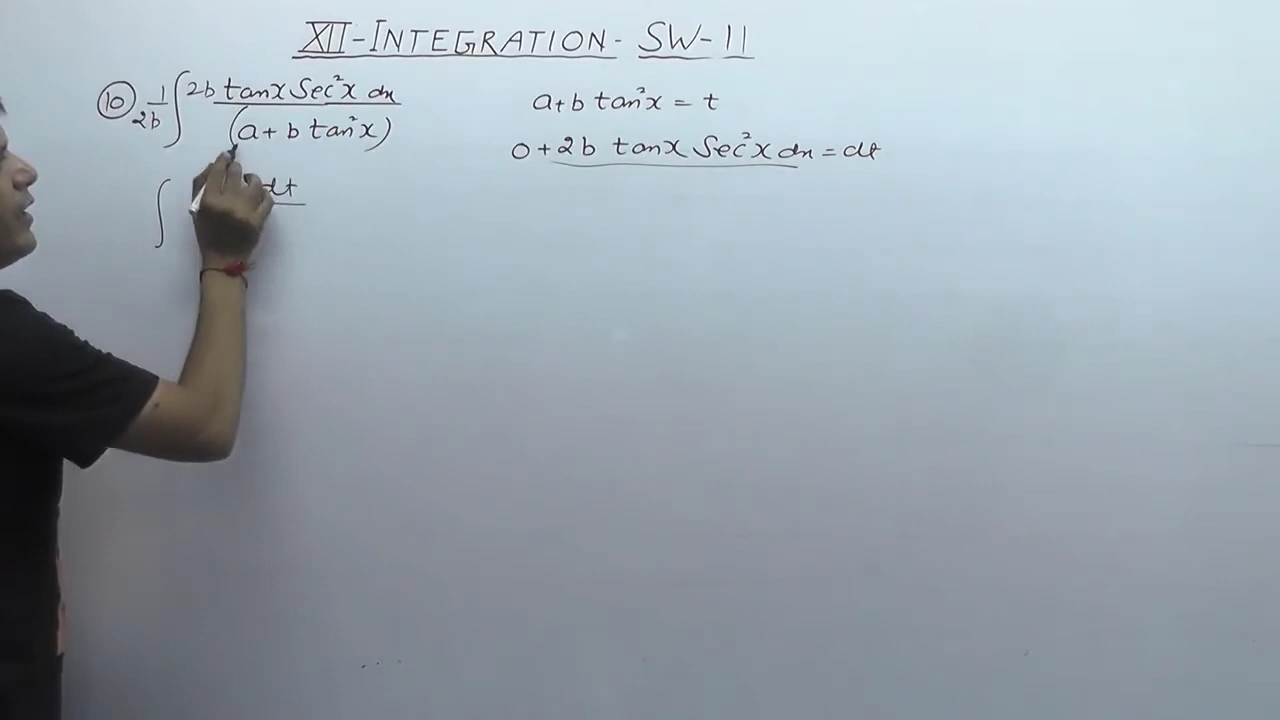 XII - INTEGRATION - SW-11
⑩ 1/2b ∫ 2b tanx Sec²x dx / (a + b tan²x)
a + b tan²x = t
0 + 2b tanx Sec²x dx = dt
∫ dt